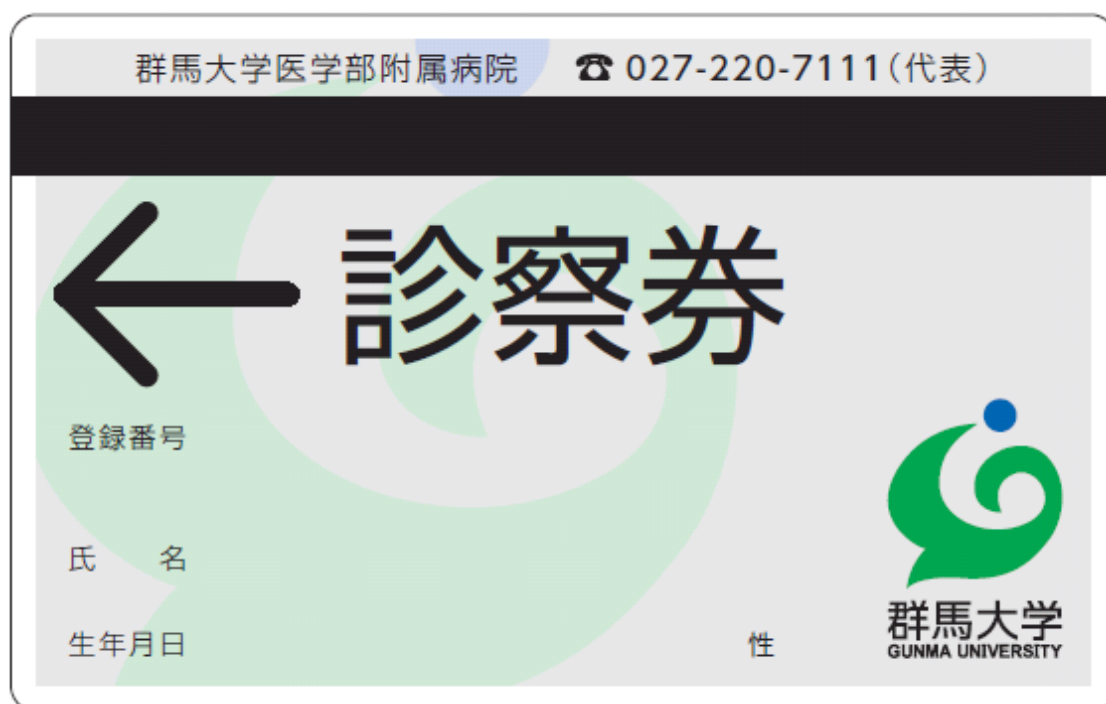 群馬大学医学部附属病院 ☎ 027-220-7111(代表)
診察券
登録番号
氏 名
生年月日 性
群馬大学
GUNMA UNIVERSITY